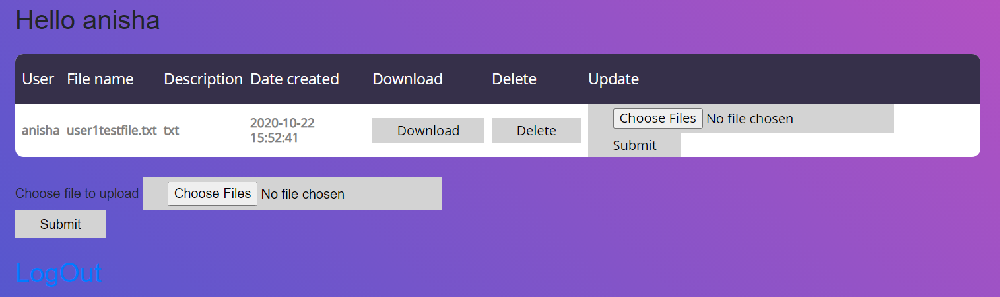 Hello anisha
User File name Description Date created Download Delete Update
anisha user1testfile.txt txt 2020-10-22 15:52:41 Download Delete Choose Files No file chosen
Submit
Choose file to upload Choose Files No file chosen
Submit
LogOut